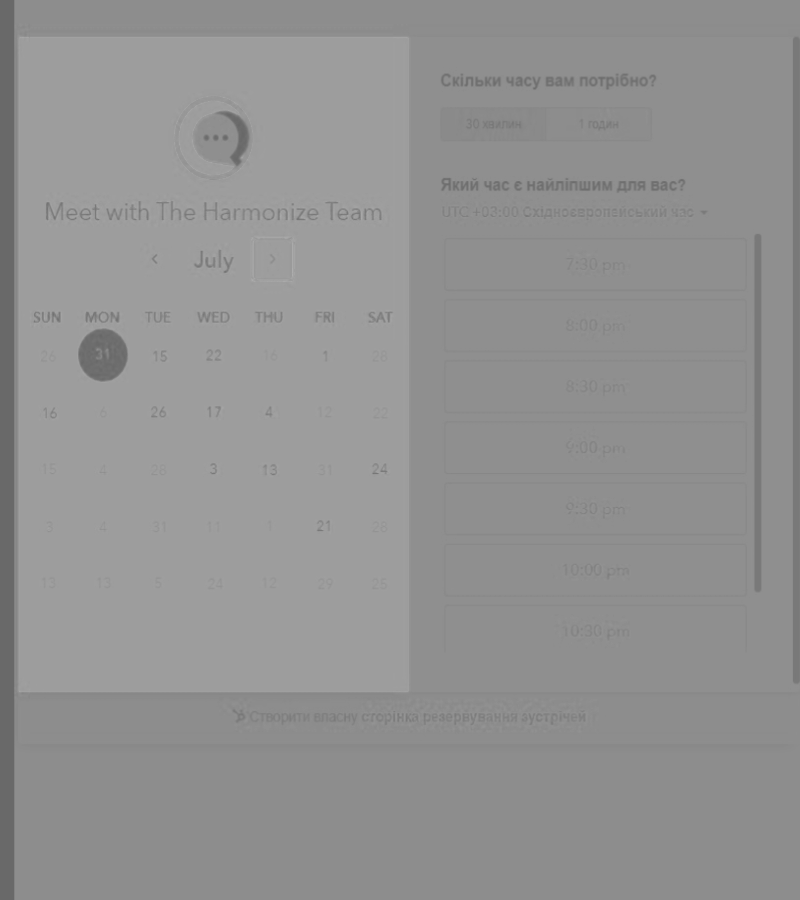 Meet with The Harmonize Team
July
SUN MON TUE WED THU FRI SAT
26 31 15 22 16 1 28
16 6 26 17 4 12 22
15 4 28 3 13 31 24
3 4 31 11 1 21 28
13 13 5 24 12 29 25
Скільки часу вам потрібно?
30 хвилин 1 годин
Який час є найліпшим для вас?
UTC +03:00 Східноєвропейський час
7:30 pm
8:00 pm
8:30 pm
9:00 pm
9:30 pm
10:00 pm
10:30 pm
Створити власну сторінка резервування зустрічей